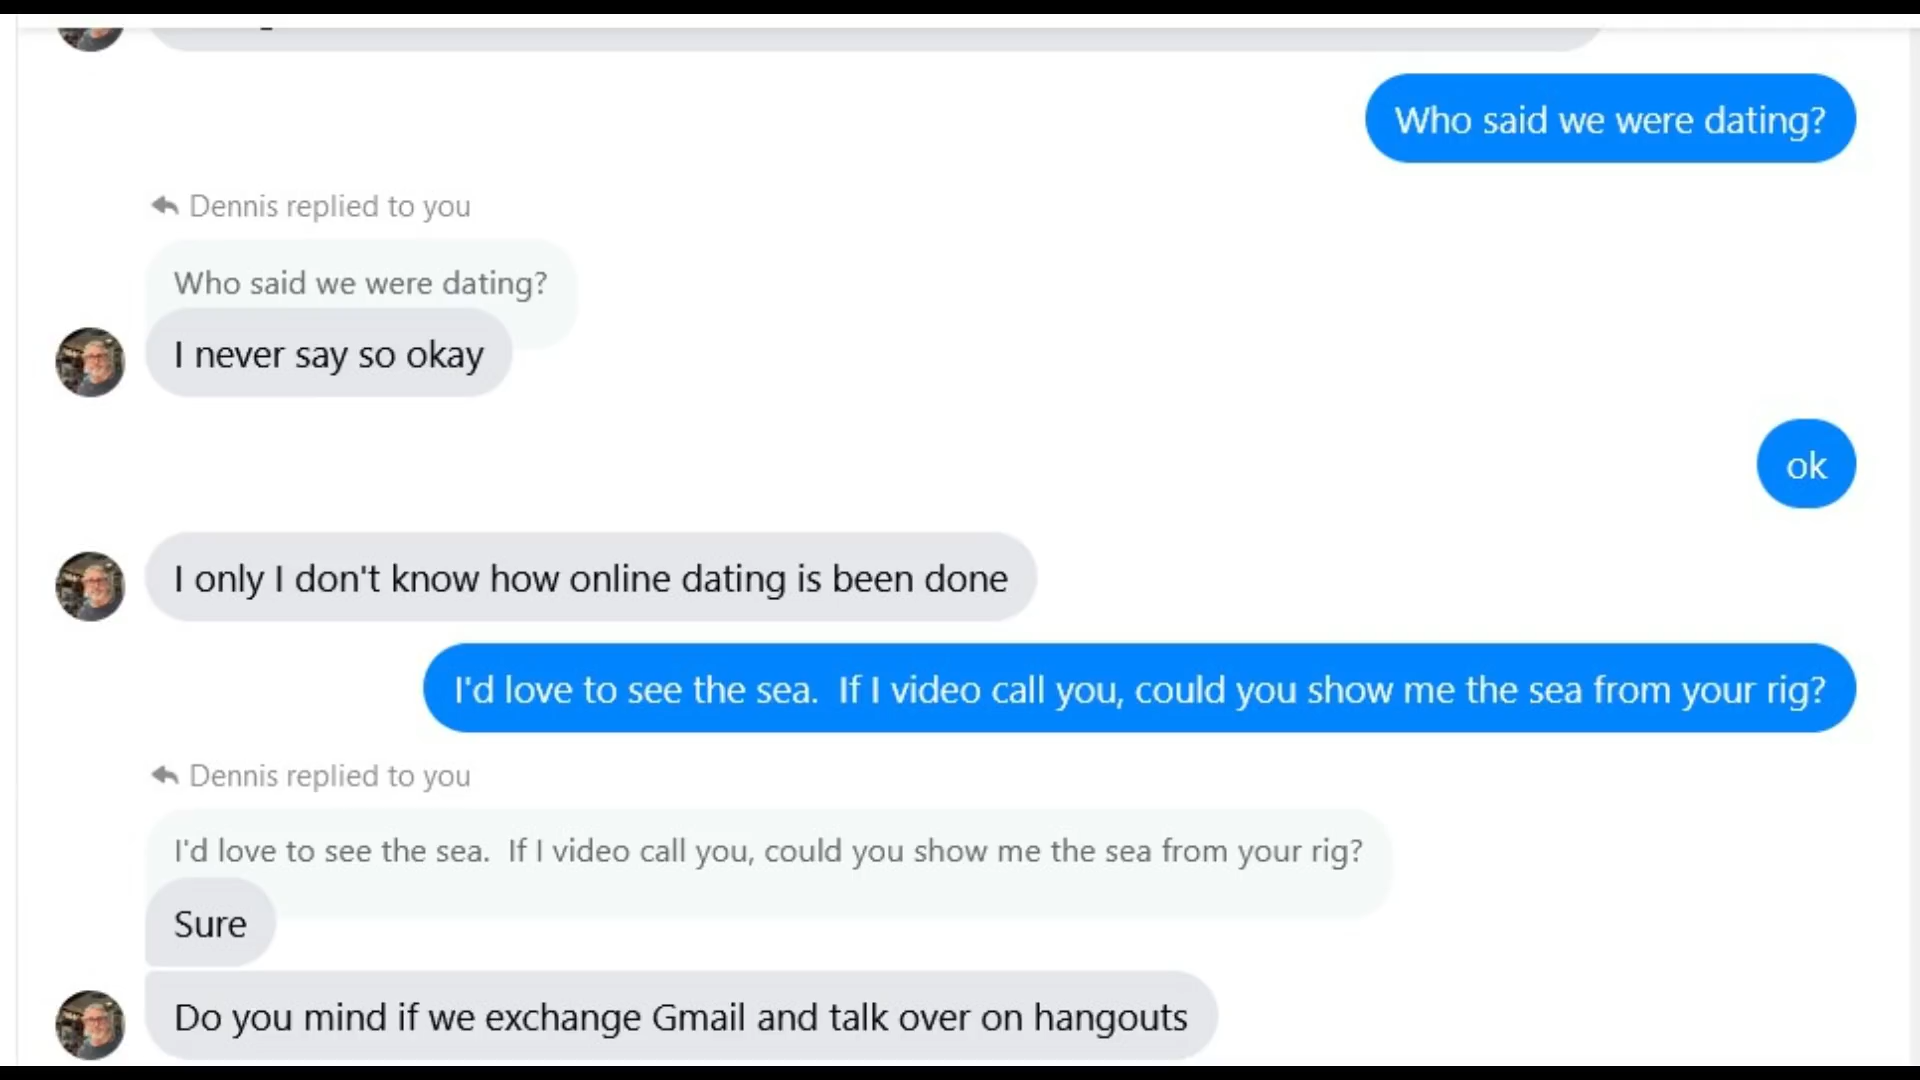 Who said we were dating?
Dennis replied to you
Who said we were dating?
I never say so okay
ok
I only I don't know how online dating is been done
I'd love to see the sea.  If I video call you, could you show me the sea from your rig?
Dennis replied to you
I'd love to see the sea.  If I video call you, could you show me the sea from your rig?
Sure
Do you mind if we exchange Gmail and talk over on hangouts